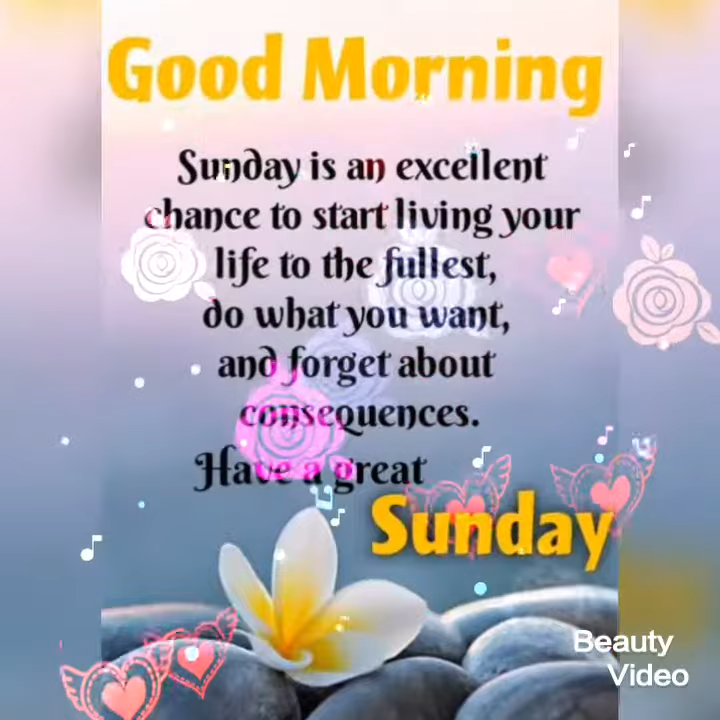 Good Morning
Sunday is an excellent
chance to start living your
life to the fullest,
do what you want,
and forget about
consequences.
Have a great
Sunday
Beauty
Video